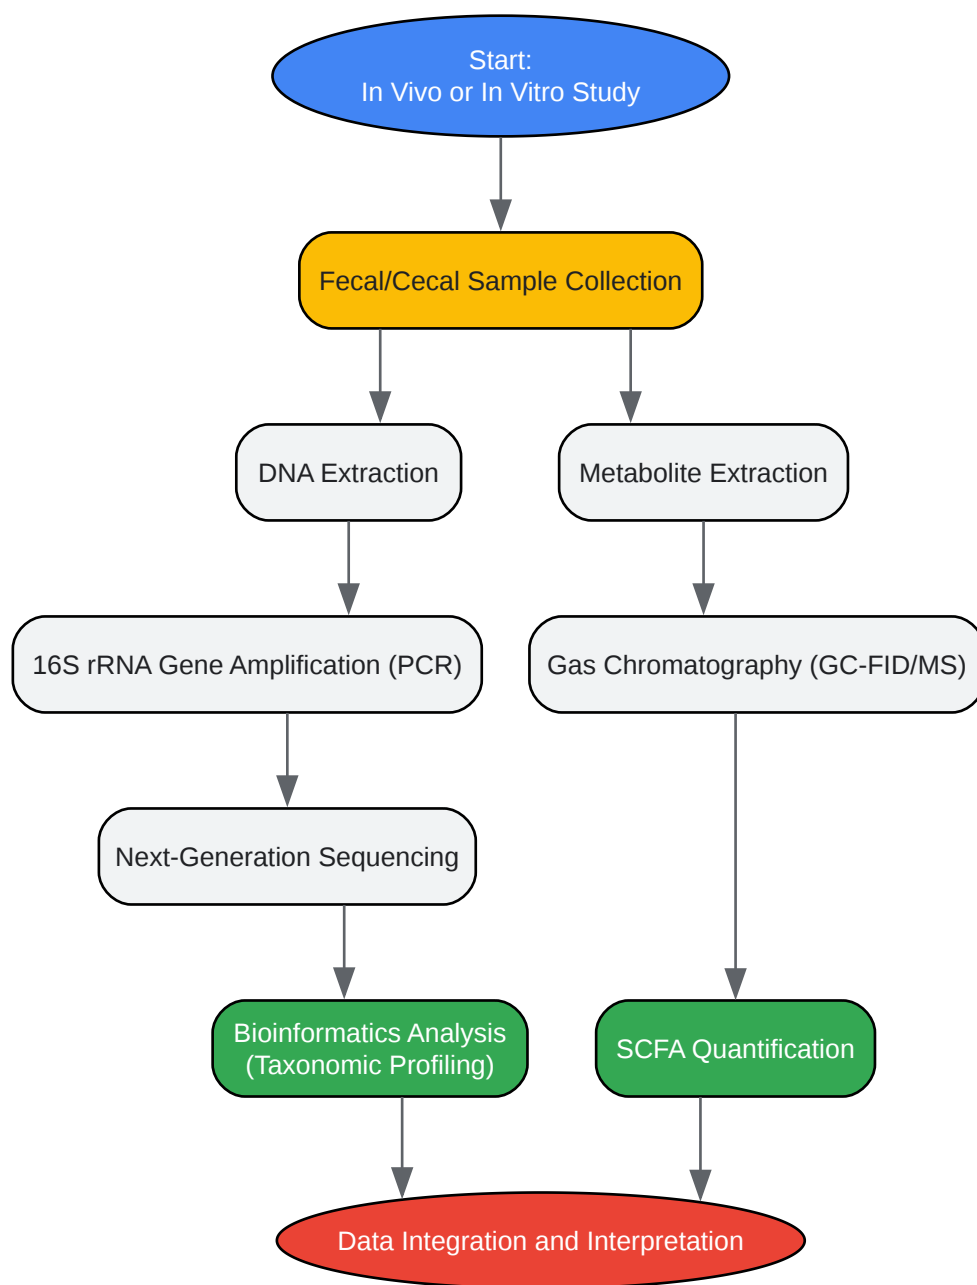 Start:
In Vivo or In Vitro Study
Fecal/Cecal Sample Collection
DNA Extraction
Metabolite Extraction
16S rRNA Gene Amplification (PCR)
Gas Chromatography (GC-FID/MS)
Next-Generation Sequencing
Bioinformatics Analysis
(Taxonomic Profiling)
SCFA Quantification
Data Integration and Interpretation